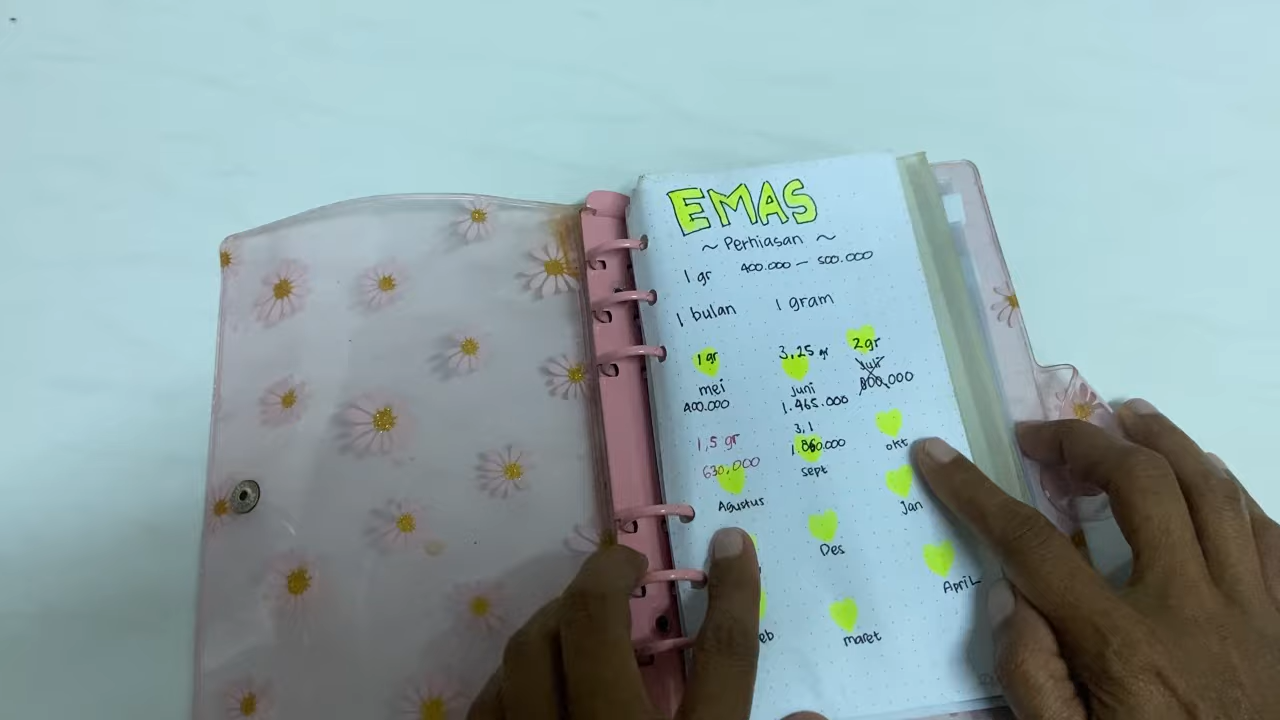 EMAS
~ Perhiasan ~
1 gr 400.000 - 500.000
1 bulan 1 gram
1 gr 3,25 gr 2 gr
mei juni Juli
400.000 1.465.000 800.000
1,5 gr 3,1
630,000 1.860.000 okt
Agustus sept Jan
Des
April
maret